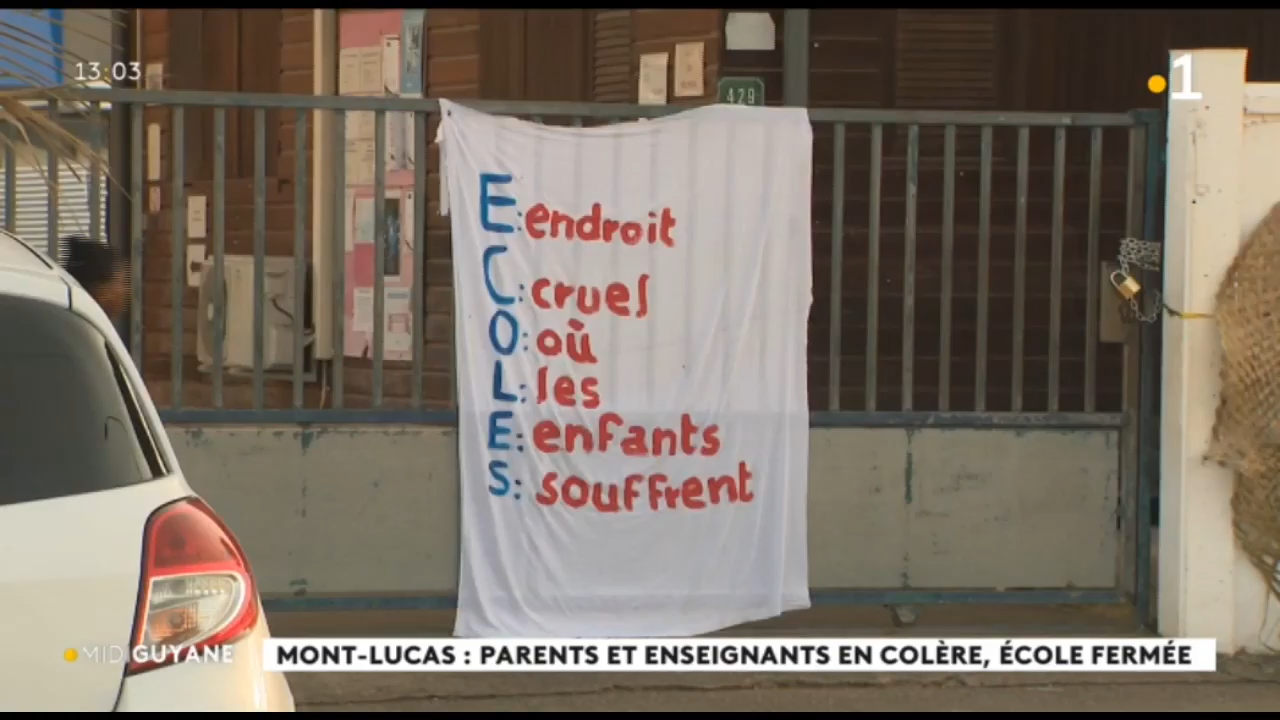 13:03
1
429
E: endroit
C: cruel
O: où
L: les
E: enfants
S: souffrent
MIDI GUYANE
MONT-LUCAS : PARENTS ET ENSEIGNANTS EN COLÈRE, ÉCOLE FERMÉE